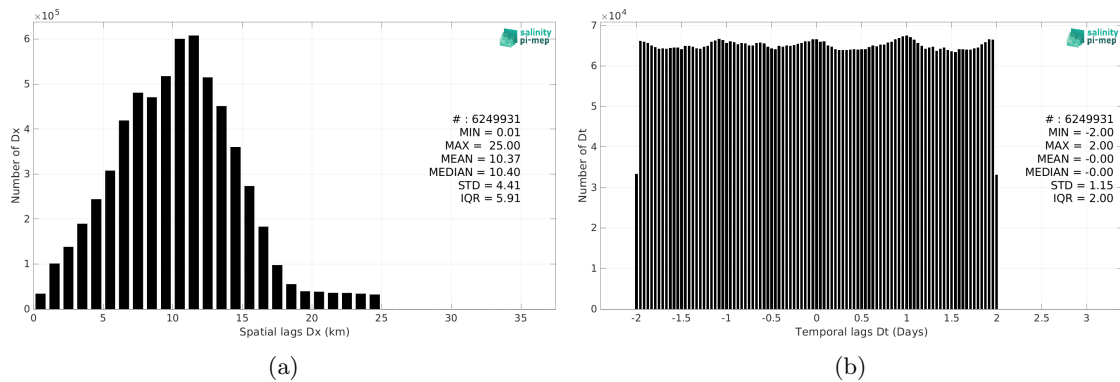 ×10⁵
6
5
4
3
2
1
0
Number of Dx
0 5 10 15 20 25 30 35
Spatial lags Dx (km)
salinity
pi-mep
# : 6249931
MIN = 0.01
MAX = 25.00
MEAN = 10.37
MEDIAN = 10.40
STD = 4.41
IQR = 5.91
(a)
×10⁴
7
6
5
4
3
2
1
0
Number of Dt
-2 -1.5 -1 -0.5 0 0.5 1 1.5 2 2.5 3
Temporal lags Dt (Days)
salinity
pi-mep
# : 6249931
MIN = -2.00
MAX = 2.00
MEAN = -0.00
MEDIAN = -0.00
STD = 1.15
IQR = 2.00
(b)